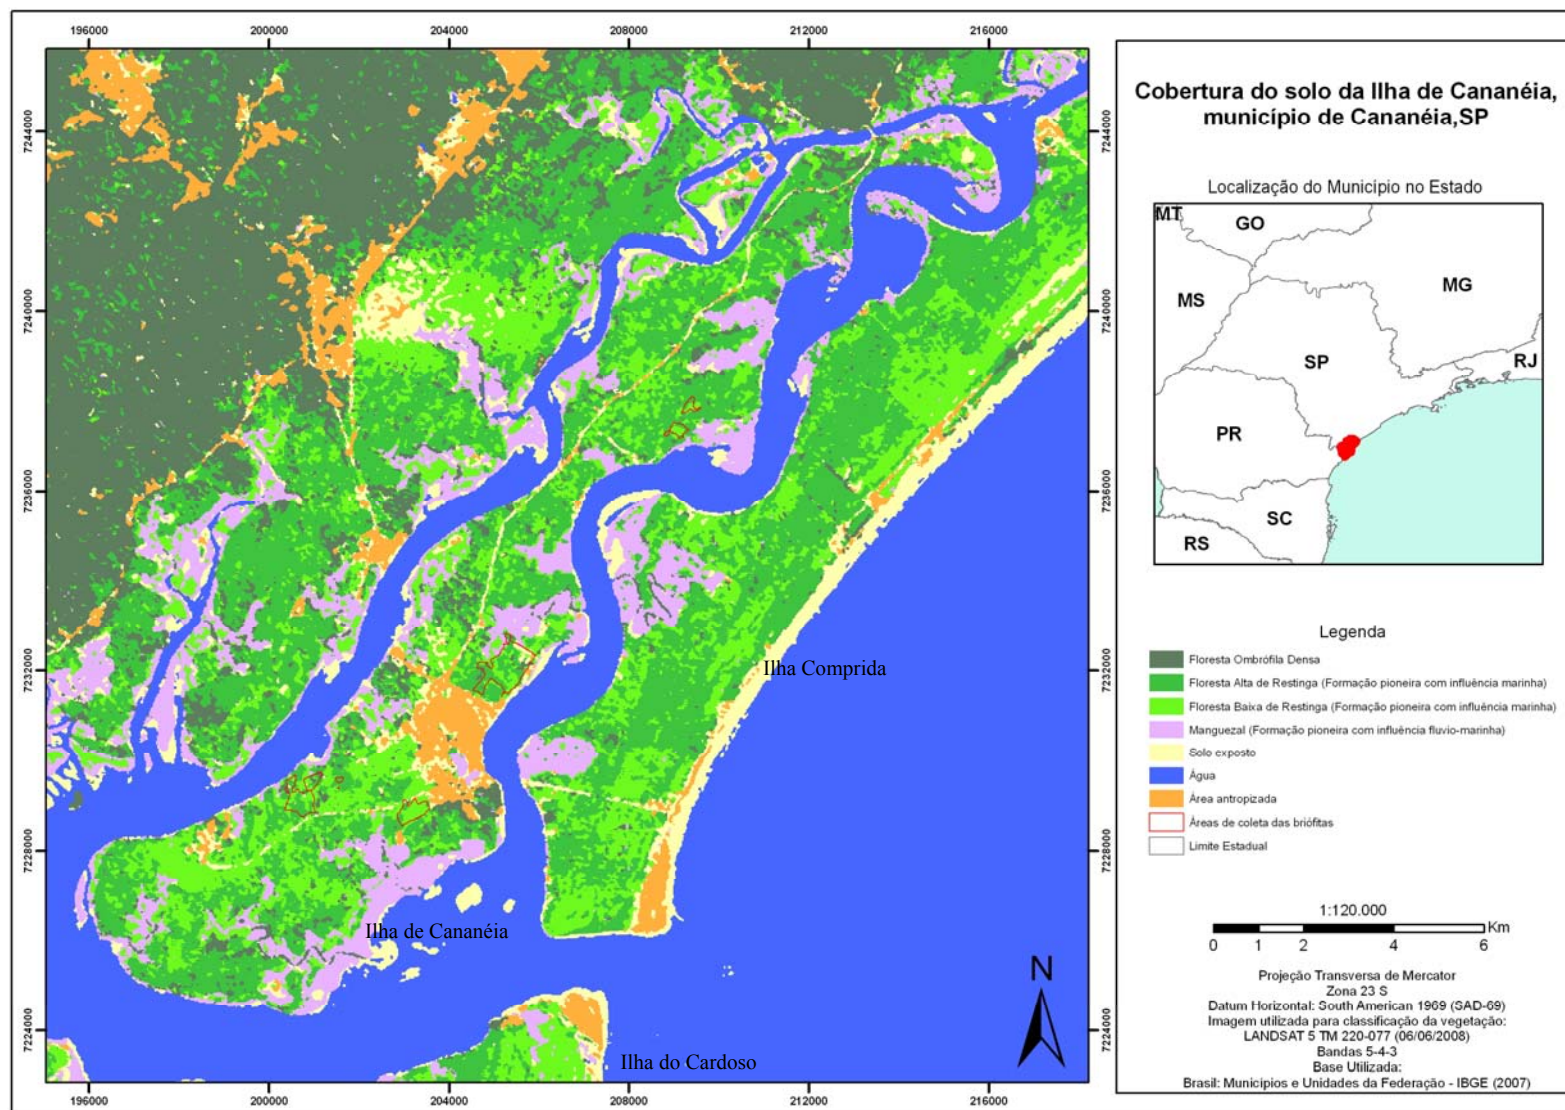 196000 200000 204000 208000 212000 216000
7244000 7244000
7240000 7240000
7236000 7236000
7232000 7232000
7228000 7228000
7224000 7224000
Ilha Comprida
Ilha de Cananéia
Ilha do Cardoso
N
196000 200000 204000 208000 212000 216000
Cobertura do solo da Ilha de Cananéia,
município de Cananéia,SP
Localização do Município no Estado
MT
GO
MG
MS
SP
RJ
PR
SC
RS
Legenda
Floresta Ombrófila Densa
Floresta Alta de Restinga (Formação pioneira com influência marinha)
Floresta Baixa de Restinga (Formação pioneira com influência marinha)
Manguezal (Formação pioneira com influência fluvio-marinha)
Solo exposto
Água
Área antropizada
Áreas de coleta das briófitas
Limite Estadual
1:120.000
Km
0 1 2 4 6
Projeção Transversa de Mercator
Zona 23 S
Datum Horizontal: South American 1969 (SAD-69)
Imagem utilizada para classificação da vegetação:
LANDSAT 5 TM 220-077 (06/06/2008)
Bandas 5-4-3
Base Utilizada:
Brasil: Municipios e Unidades da Federação - IBGE (2007)